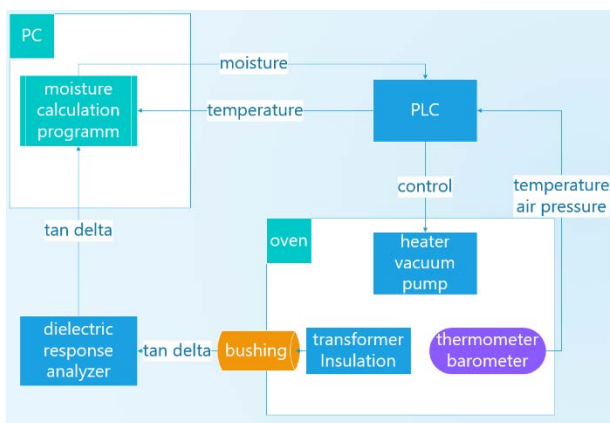 PC
moisture
calculation
programm
moisture
temperature
PLC
control
temperature
air pressure
tan delta
oven
heater
vacuum
pump
dielectric
response
analyzer
tan delta
bushing
transformer
Insulation
thermometer
barometer